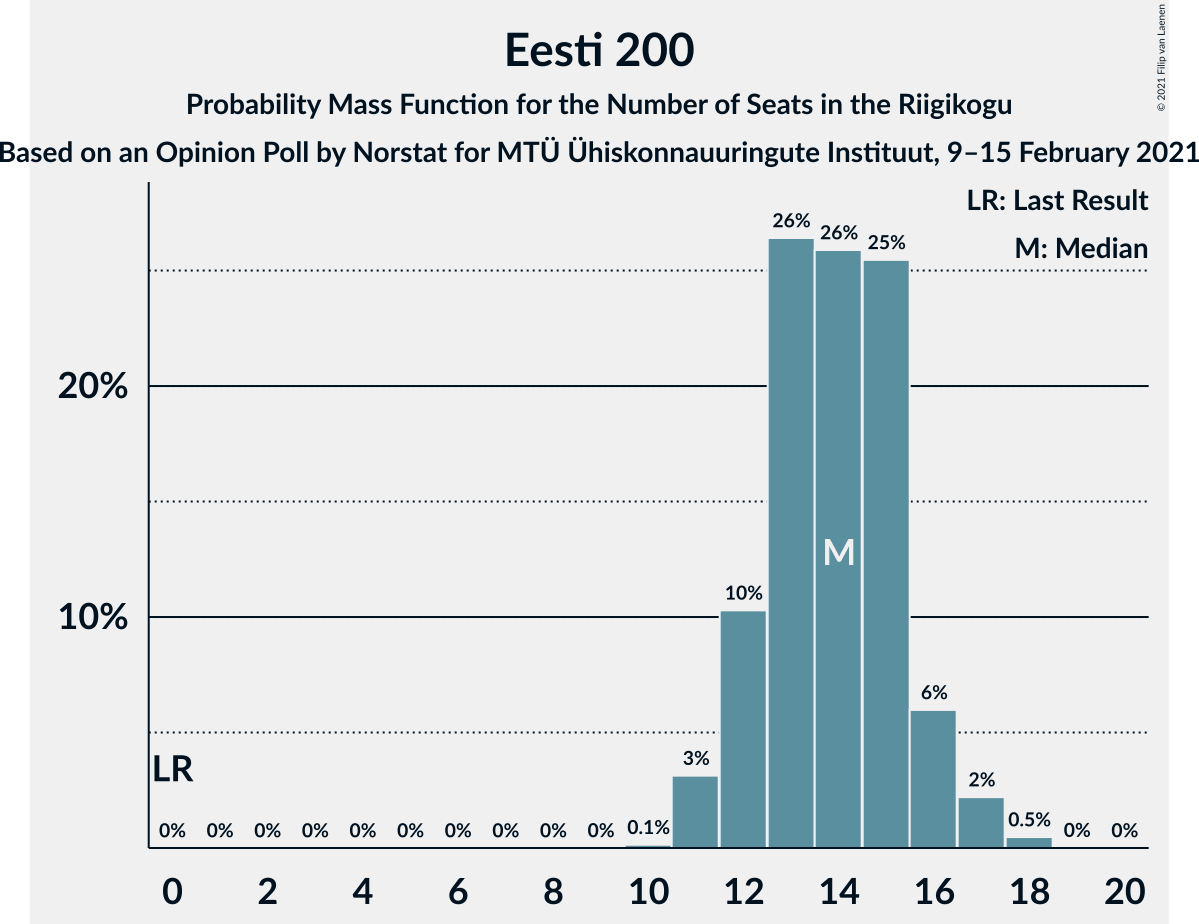 Eesti 200
Probability Mass Function for the Number of Seats in the Riigikogu
Based on an Opinion Poll by Norstat for MTÜ Ühiskonnauuringute Instituut, 9–15 February 2021
© 2021 Filip van Laenen
LR: Last Result
M: Median
26%
26%
25%
20%
M
10%
10%
6%
3%
LR
2%
0% 0% 0% 0% 0% 0% 0% 0% 0% 0% 0.1% 0.5% 0% 0%
0 2 4 6 8 10 12 14 16 18 20